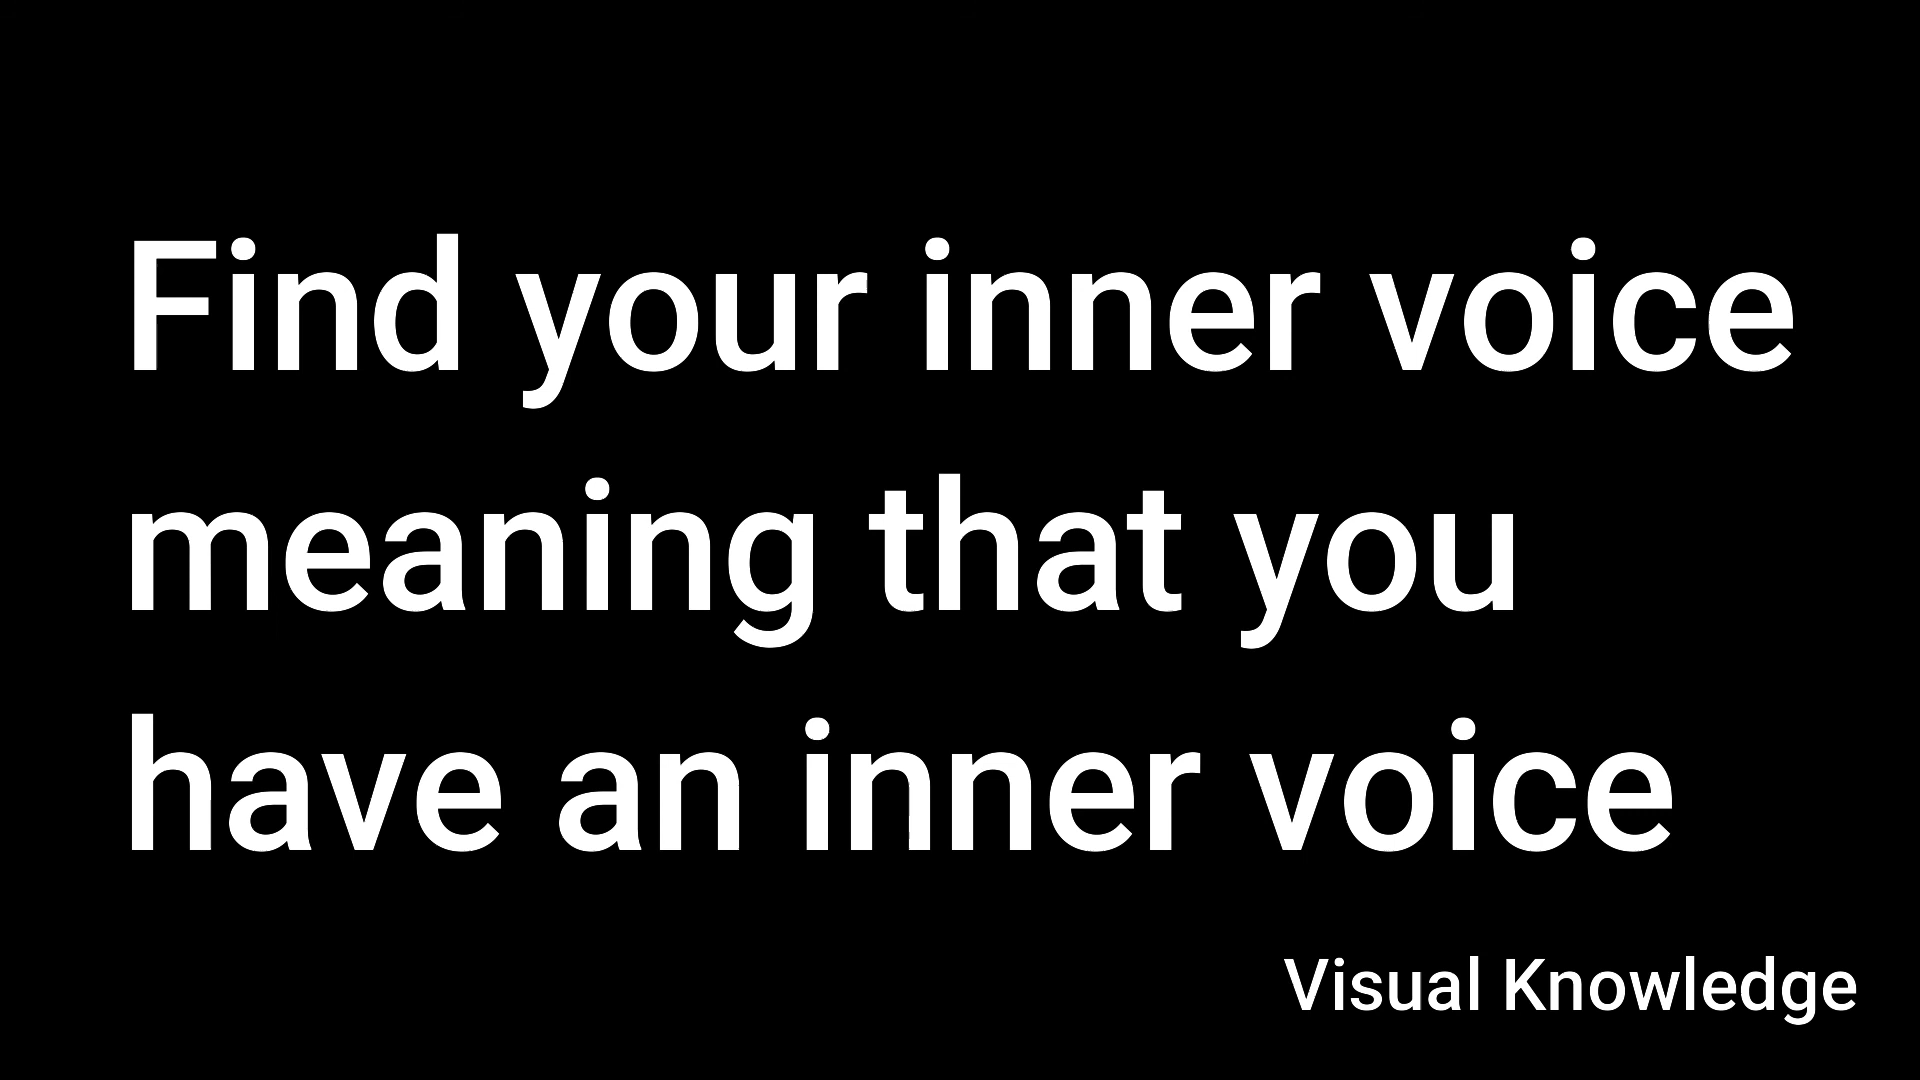 Find your inner voice
meaning that you
have an inner voice
Visual Knowledge